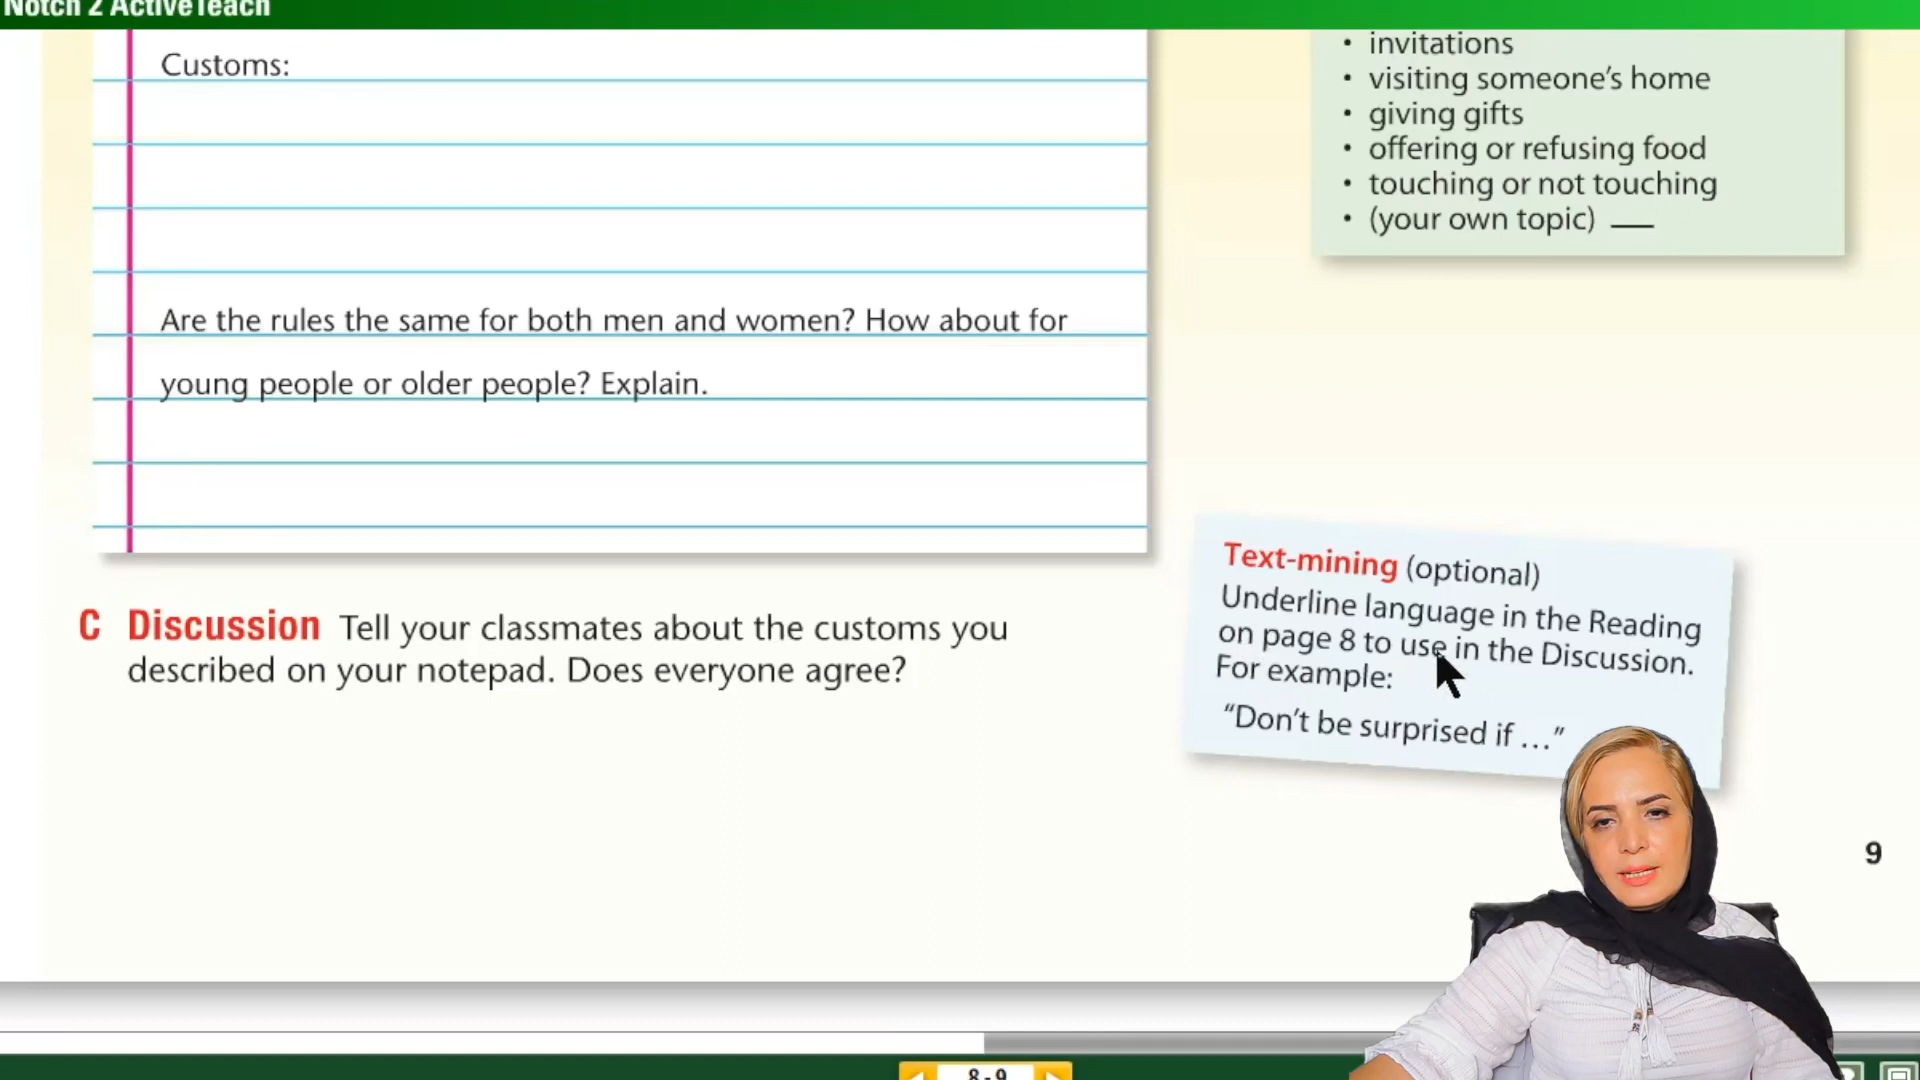 Notch 2 ActiveTeach
Customs:
Are the rules the same for both men and women? How about for
young people or older people? Explain.
• invitations
• visiting someone's home
• giving gifts
• offering or refusing food
• touching or not touching
• (your own topic) ___
C Discussion Tell your classmates about the customs you
described on your notepad. Does everyone agree?
Text-mining (optional)
Underline language in the Reading
on page 8 to use in the Discussion.
For example:
“Don't be surprised if ...”
9
8-9